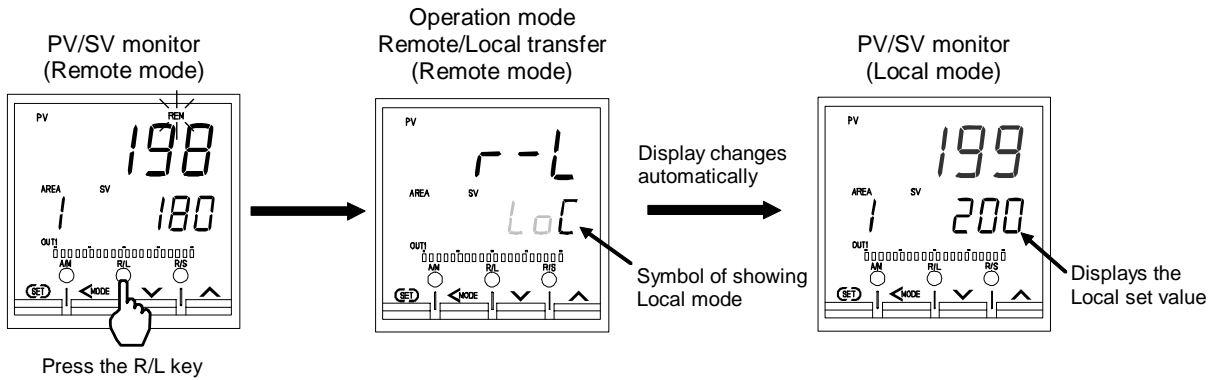 PV/SV monitor
(Remote mode)
REM
PV
198
AREA SV
1 180
OUT1
A/M R/L R/S
SET <MODE
Press the R/L key
Operation mode
Remote/Local transfer
(Remote mode)
PV
r--L
AREA SV
LoC
OUT1
A/M R/L R/S
SET <MODE
Display changes
automatically
Symbol of showing
Local mode
PV/SV monitor
(Local mode)
PV
199
AREA SV
1 200
OUT1
A/M R/L R/S
SET <MODE
Displays the
Local set value